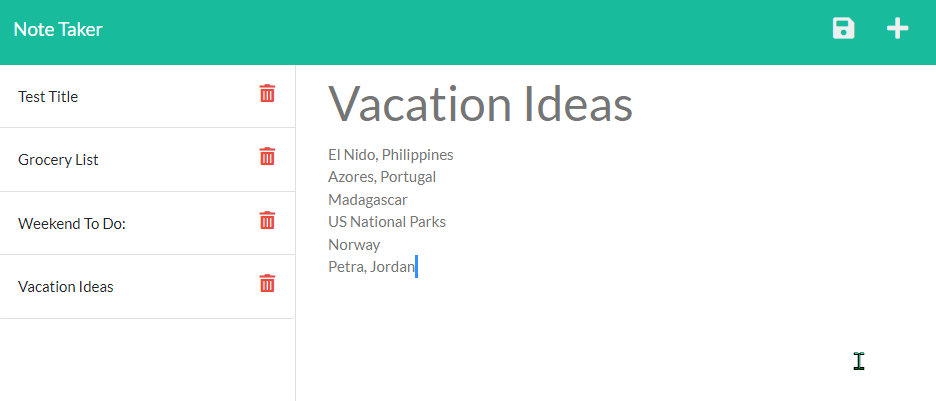 Note Taker
Test Title
Grocery List
Weekend To Do:
Vacation Ideas
Vacation Ideas
El Nido, Philippines
Azores, Portugal
Madagascar
US National Parks
Norway
Petra, Jordan